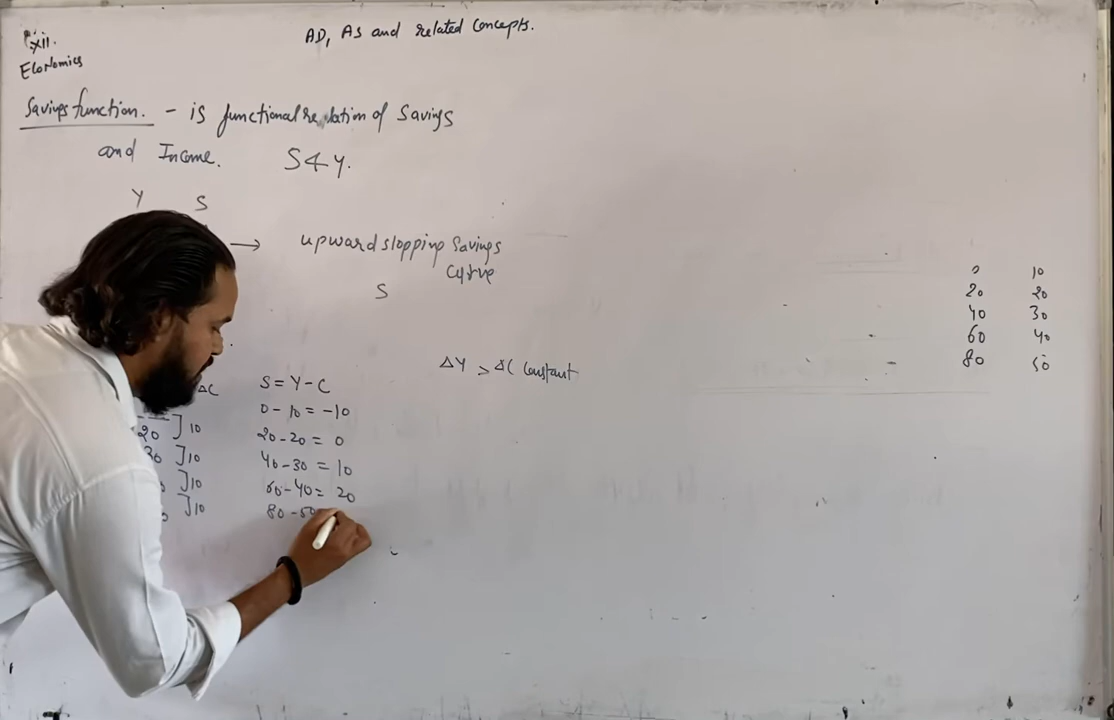 xii.
Economics
AD, AS and related Concepts.
Savings function. - is functional relation of Savings
and Income. S & Y.
Y S
→ upward slopping Savings
Curve
S
ΔY > ΔC Constant
ΔC S = Y - C
0 - 10 = -10
20 ] 10 20 - 20 = 0
30 ] 10 40 - 30 = 10
] 10 60 - 40 = 20
] 10 80 - 50
0 10
20 20
40 30
60 40
80 50